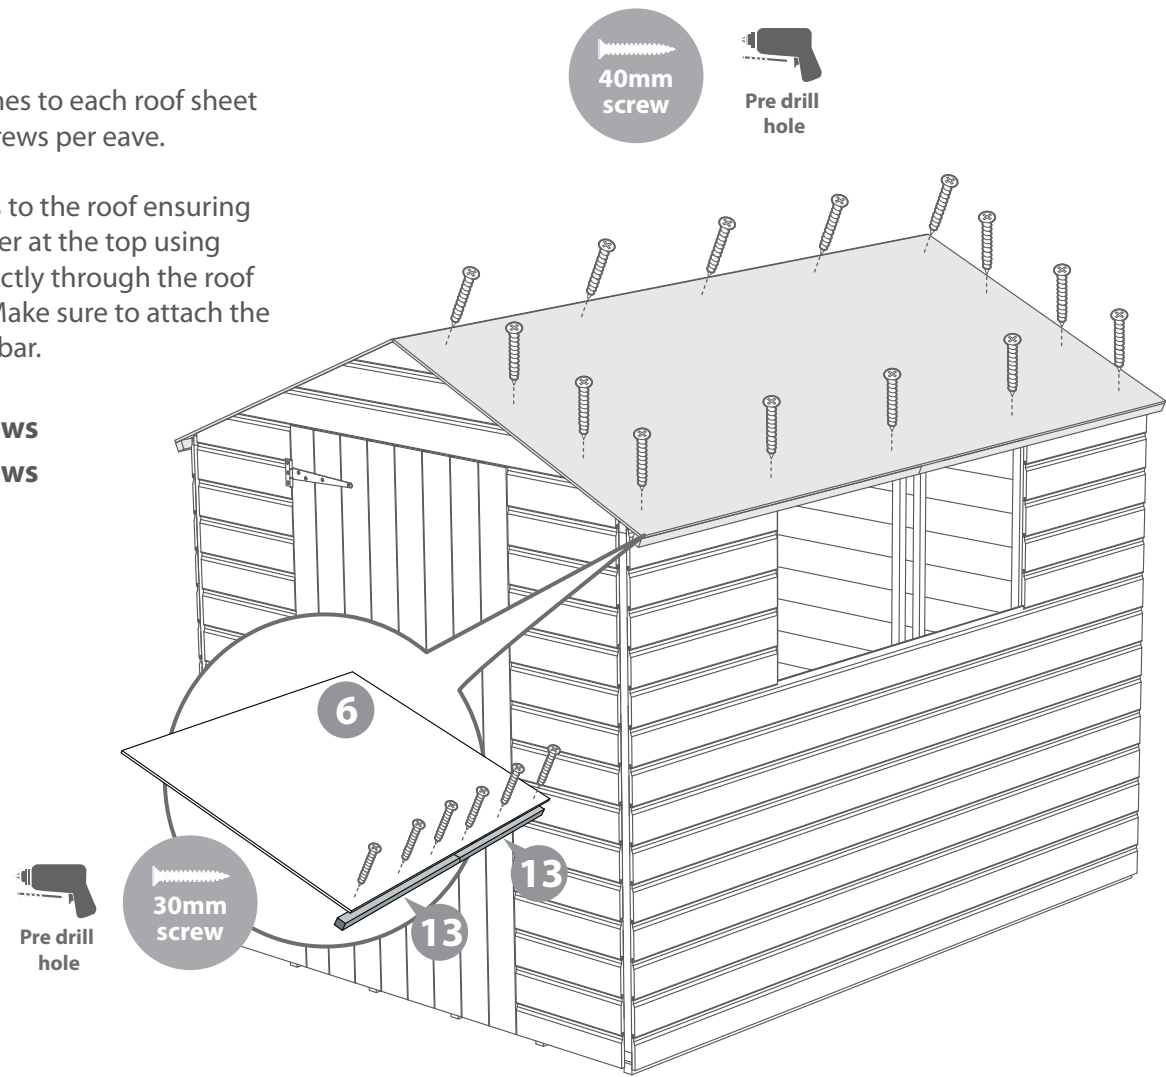 40mm
screw
Pre drill
hole
nes to each roof sheet
rews per eave.
s to the roof ensuring
er at the top using
ctly through the roof
Make sure to attach the
bar.
ws
ws
6
13
13
30mm
screw
Pre drill
hole